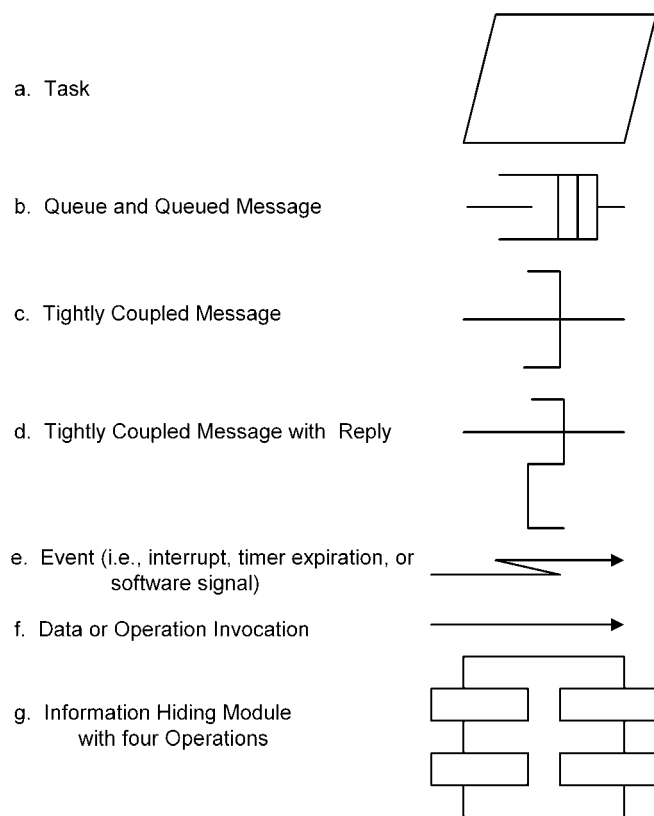 a. Task
b. Queue and Queued Message
c. Tightly Coupled Message
d. Tightly Coupled Message with Reply
e. Event (i.e., interrupt, timer expiration, or
software signal)
f. Data or Operation Invocation
g. Information Hiding Module
with four Operations